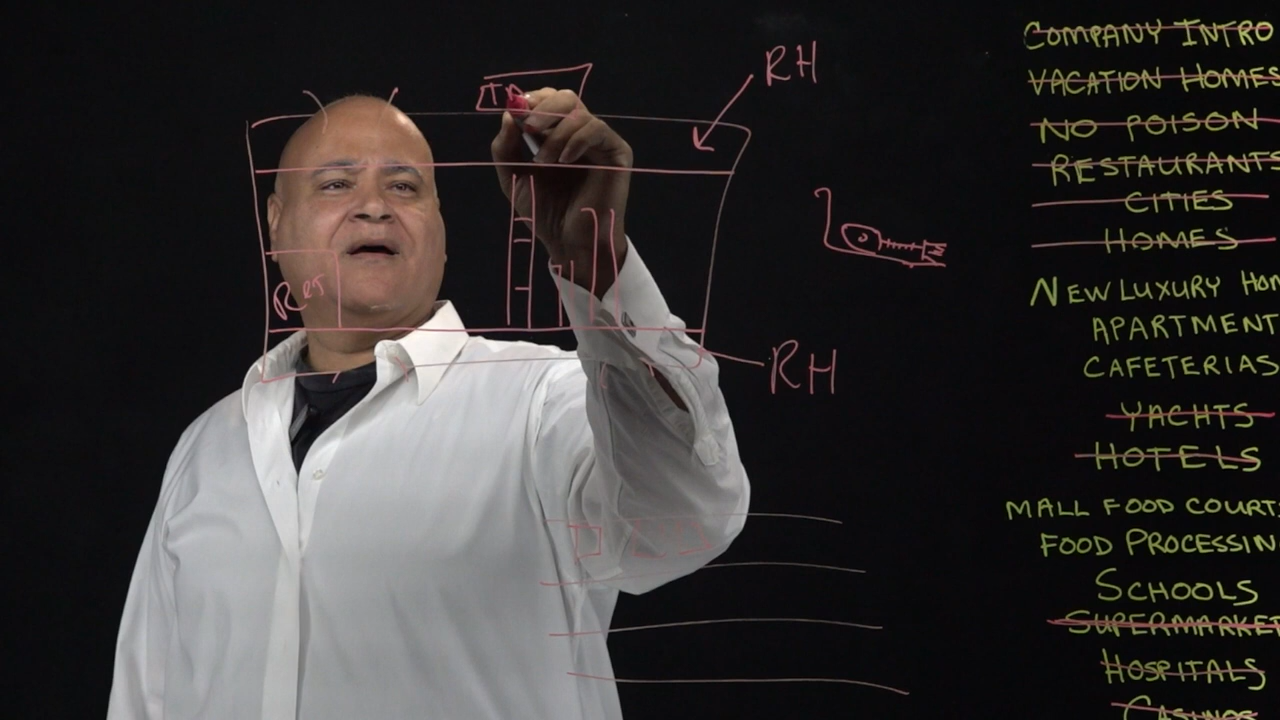 COMPANY INTRO
VACATION HOMES
NO POISON
RESTAURANTS
CITIES
HOMES
NEW LUXURY HOM
APARTMENT
CAFETERIAS
YACHTS
HOTELS
MALL FOOD COURT
FOOD PROCESSIN
SCHOOLS
SUPERMARKET
HOSPITALS
CASINOS
RH
RH